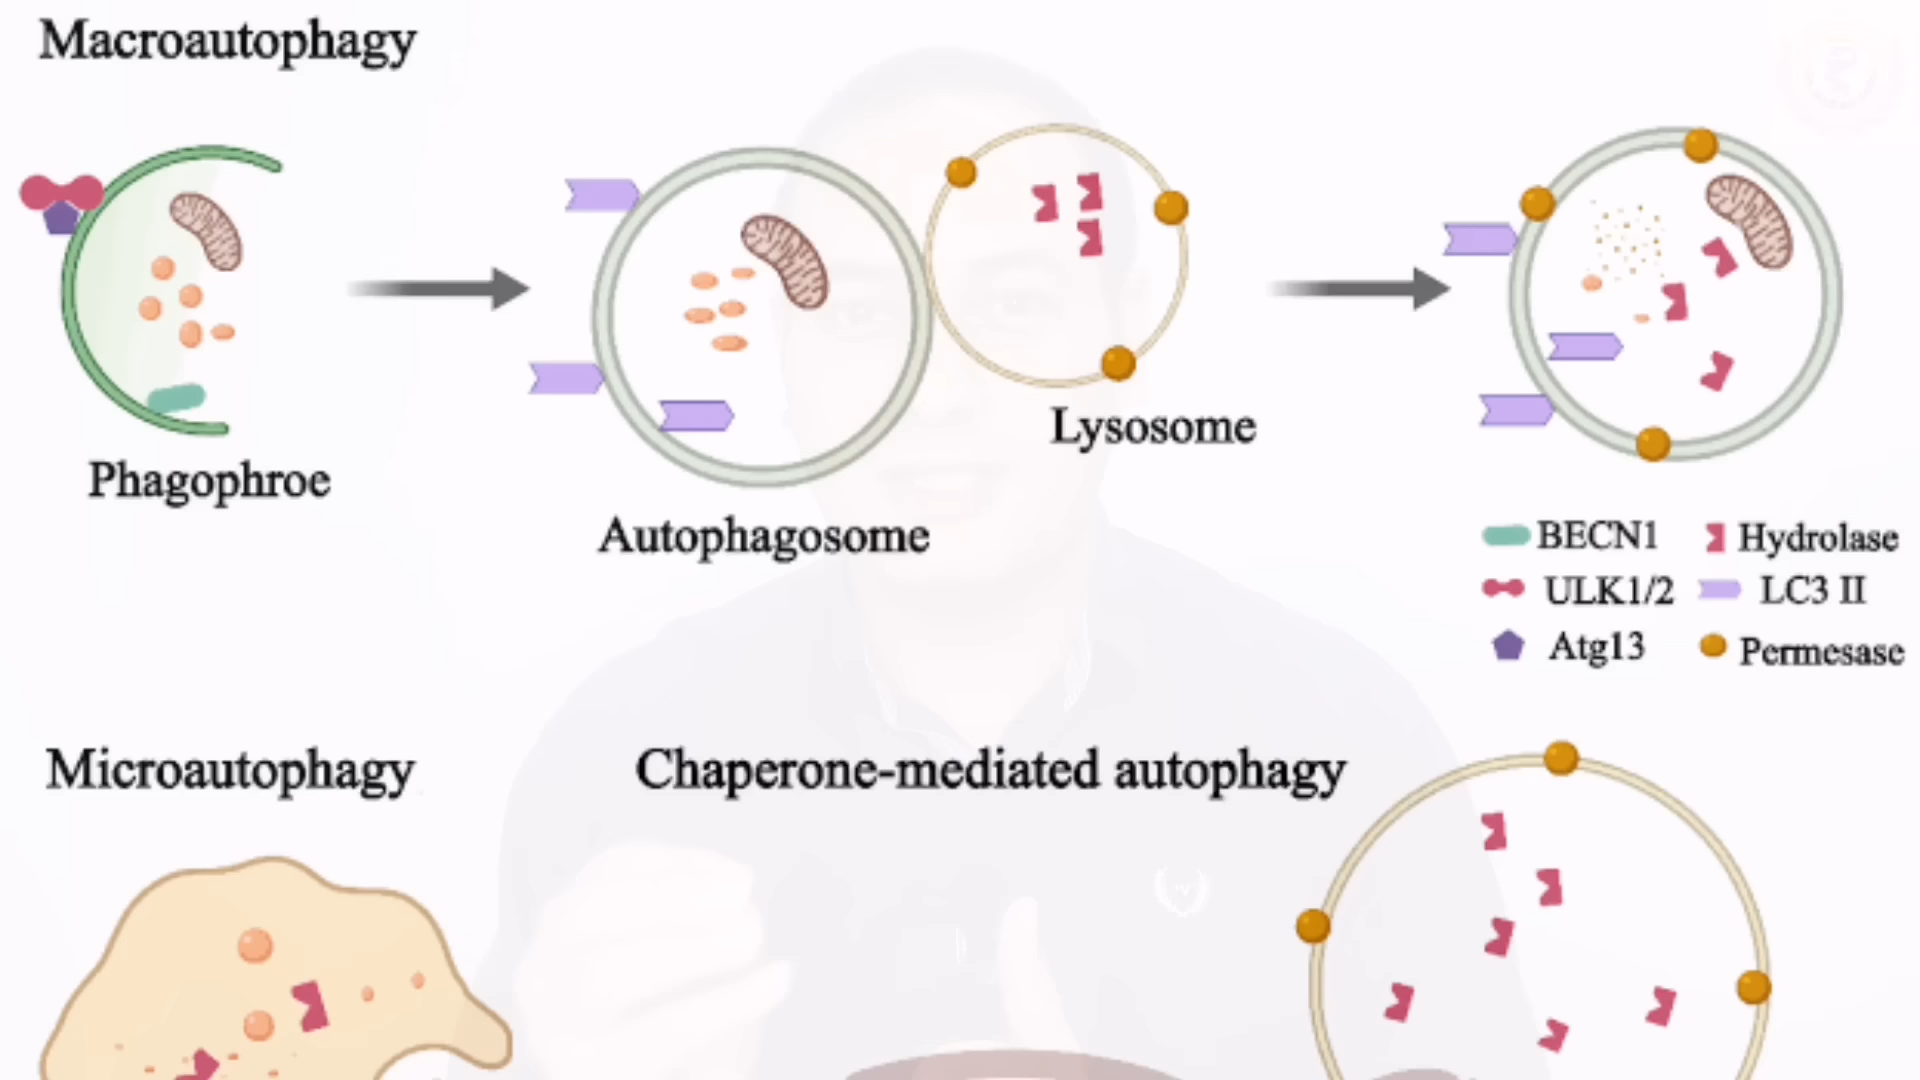 Macroautophagy
Phagophroe
Autophagosome
Lysosome
BECN1
Hydrolase
ULK1/2
LC3 II
Atg13
Permesase
Microautophagy
Chaperone-mediated autophagy